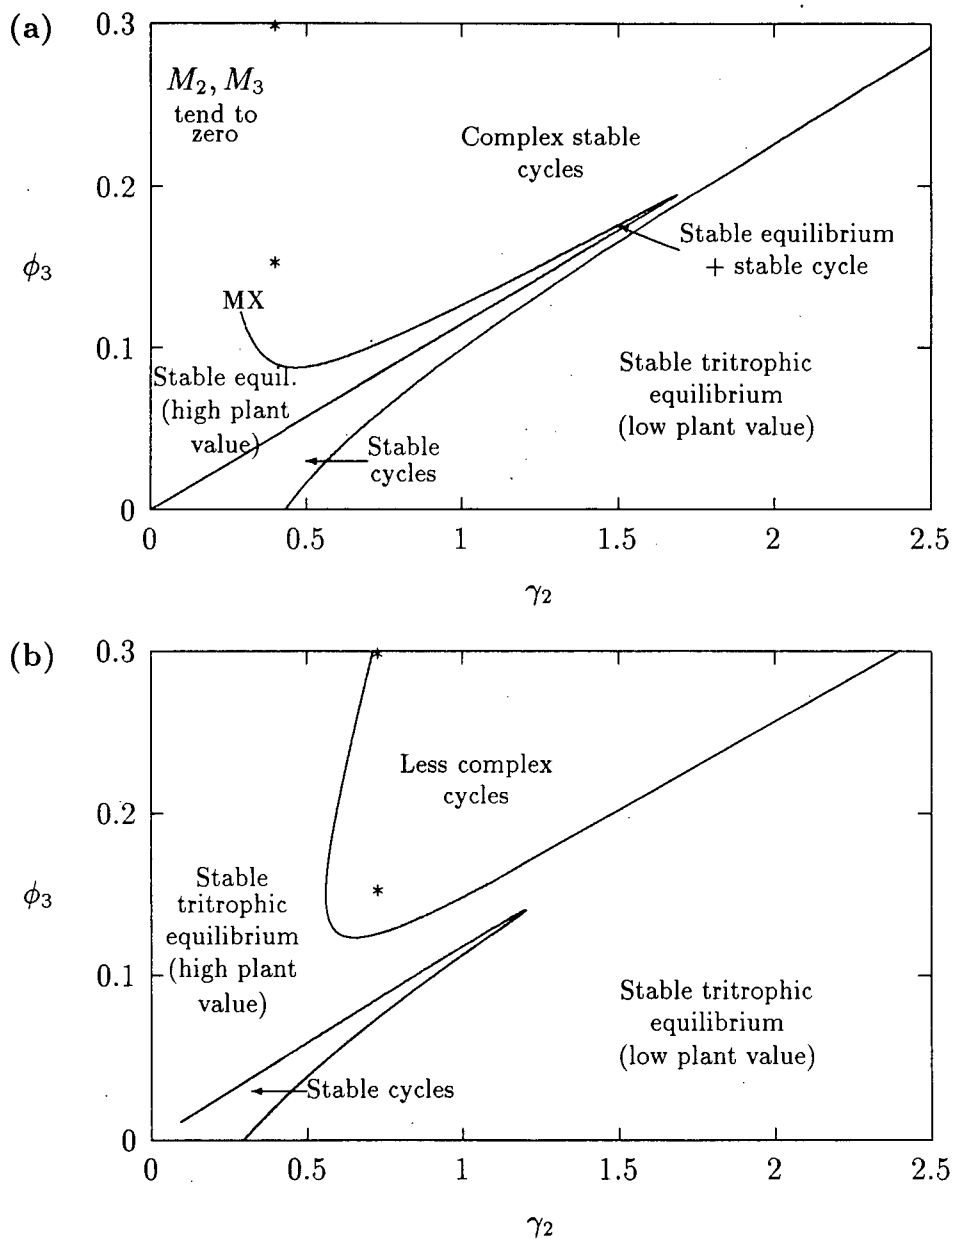 (a)
0.3
M₂, M₃
tend to
zero
Complex stable
cycles
0.2
Stable equilibrium
+ stable cycle
ϕ₃
*
*
MX
0.1
Stable equil.
(high plant
value)
Stable tritrophic
equilibrium
(low plant value)
Stable
cycles
0
0
0.5
1
1.5
2
2.5
γ₂
(b)
0.3
*
Less complex
cycles
0.2
ϕ₃
Stable
tritrophic
equilibrium
(high plant
value)
*
0.1
Stable tritrophic
equilibrium
(low plant value)
Stable cycles
0
0
0.5
1
1.5
2
2.5
γ₂